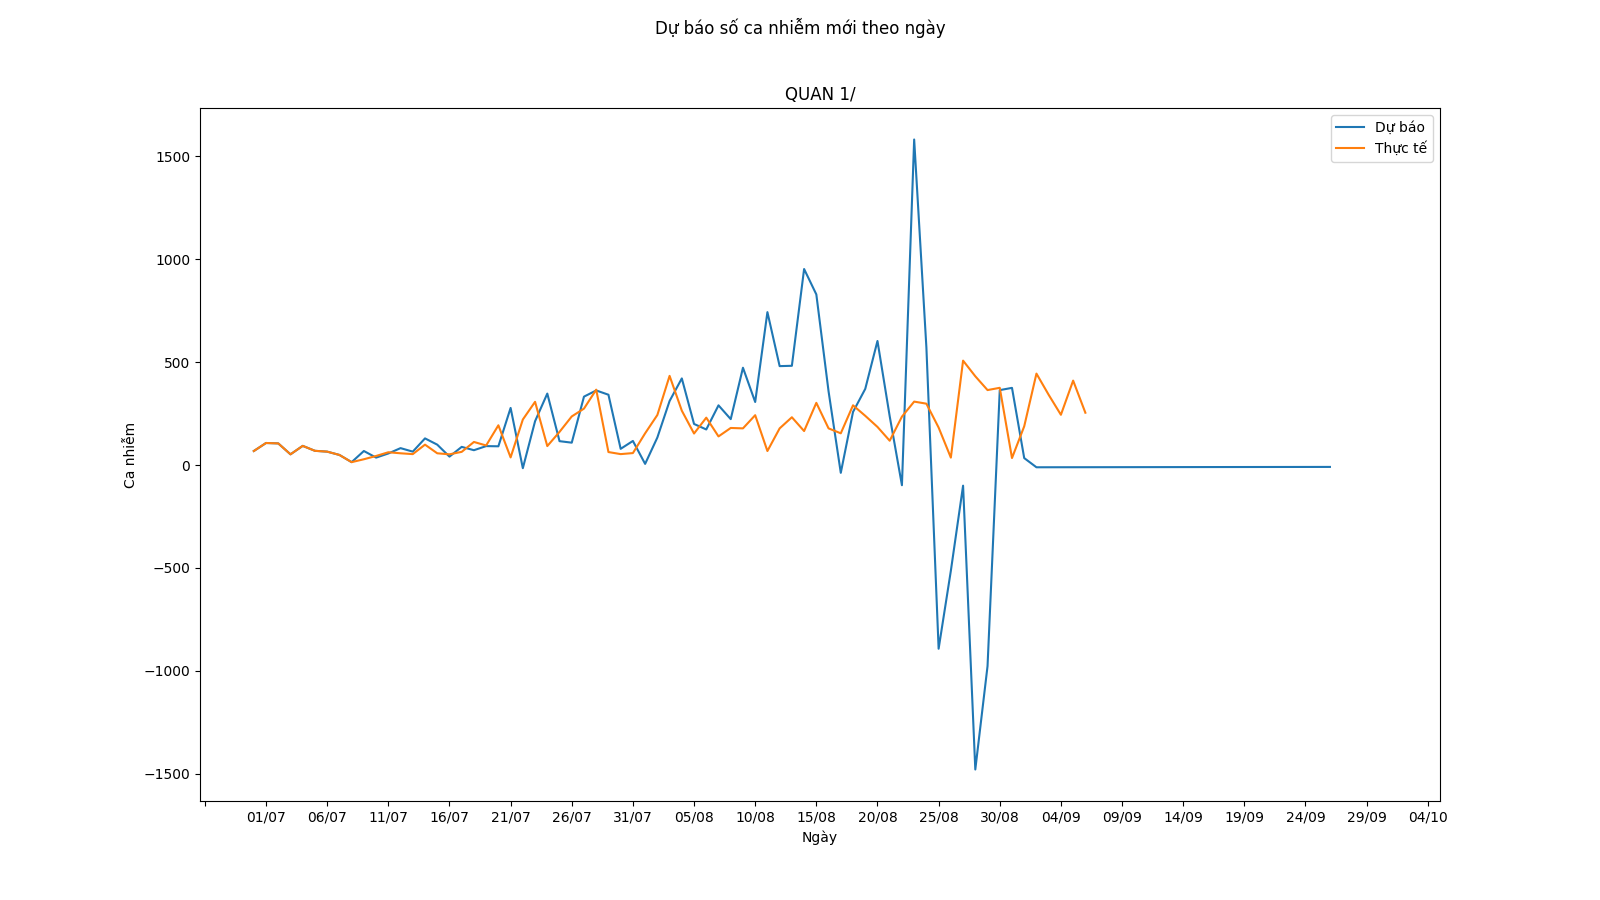 Dự báo số ca nhiễm mới theo ngày
QUAN 1/
Dự báo
Thực tế
1500
1000
500
0
−500
−1000
−1500
Ca nhiễm
01/07 06/07 11/07 16/07 21/07 26/07 31/07 05/08 10/08 15/08 20/08 25/08 30/08 04/09 09/09 14/09 19/09 24/09 29/09 04/10
Ngày